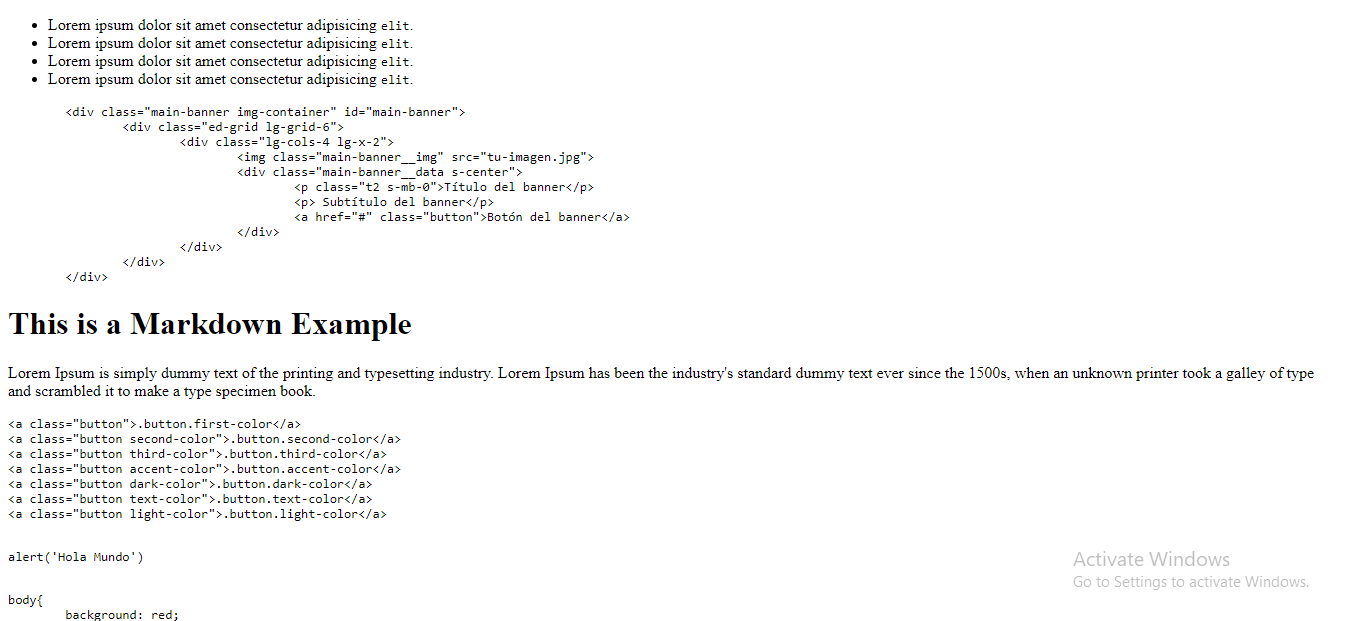 • Lorem ipsum dolor sit amet consectetur adipisicing elit.
• Lorem ipsum dolor sit amet consectetur adipisicing elit.
• Lorem ipsum dolor sit amet consectetur adipisicing elit.
• Lorem ipsum dolor sit amet consectetur adipisicing elit.
<div class="main-banner img-container" id="main-banner">
<div class="ed-grid lg-grid-6">
<div class="lg-cols-4 lg-x-2">
<img class="main-banner__img" src="tu-imagen.jpg">
<div class="main-banner__data s-center">
<p class="t2 s-mb-0">Título del banner</p>
<p> Subtítulo del banner</p>
<a href="#" class="button">Botón del banner</a>
</div>
</div>
</div>
</div>
This is a Markdown Example
Lorem Ipsum is simply dummy text of the printing and typesetting industry. Lorem Ipsum has been the industry's standard dummy text ever since the 1500s, when an unknown printer took a galley of type
and scrambled it to make a type specimen book.
<a class="button">.button.first-color</a>
<a class="button second-color">.button.second-color</a>
<a class="button third-color">.button.third-color</a>
<a class="button accent-color">.button.accent-color</a>
<a class="button dark-color">.button.dark-color</a>
<a class="button text-color">.button.text-color</a>
<a class="button light-color">.button.light-color</a>
alert('Hola Mundo')
Activate Windows
Go to Settings to activate Windows.
body{
background: red;